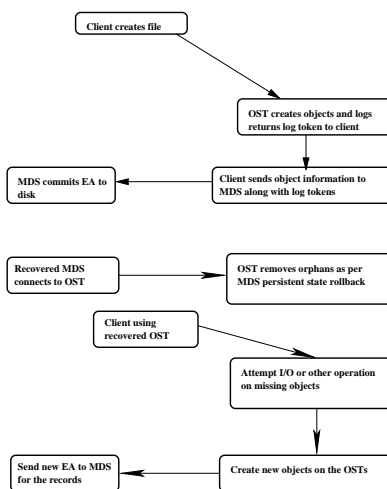 Client creates file
OST creates objects and logs
returns log token to client
Client sends object information to
MDS along with log tokens
MDS commits EA to
disk
Recovered MDS
connects to OST
OST removes orphans as per
MDS persistent state rollback
Client using
recovered OST
Attempt I/O or other operation
on missing objects
Create new objects on the OSTs
Send new EA to MDS
for the records